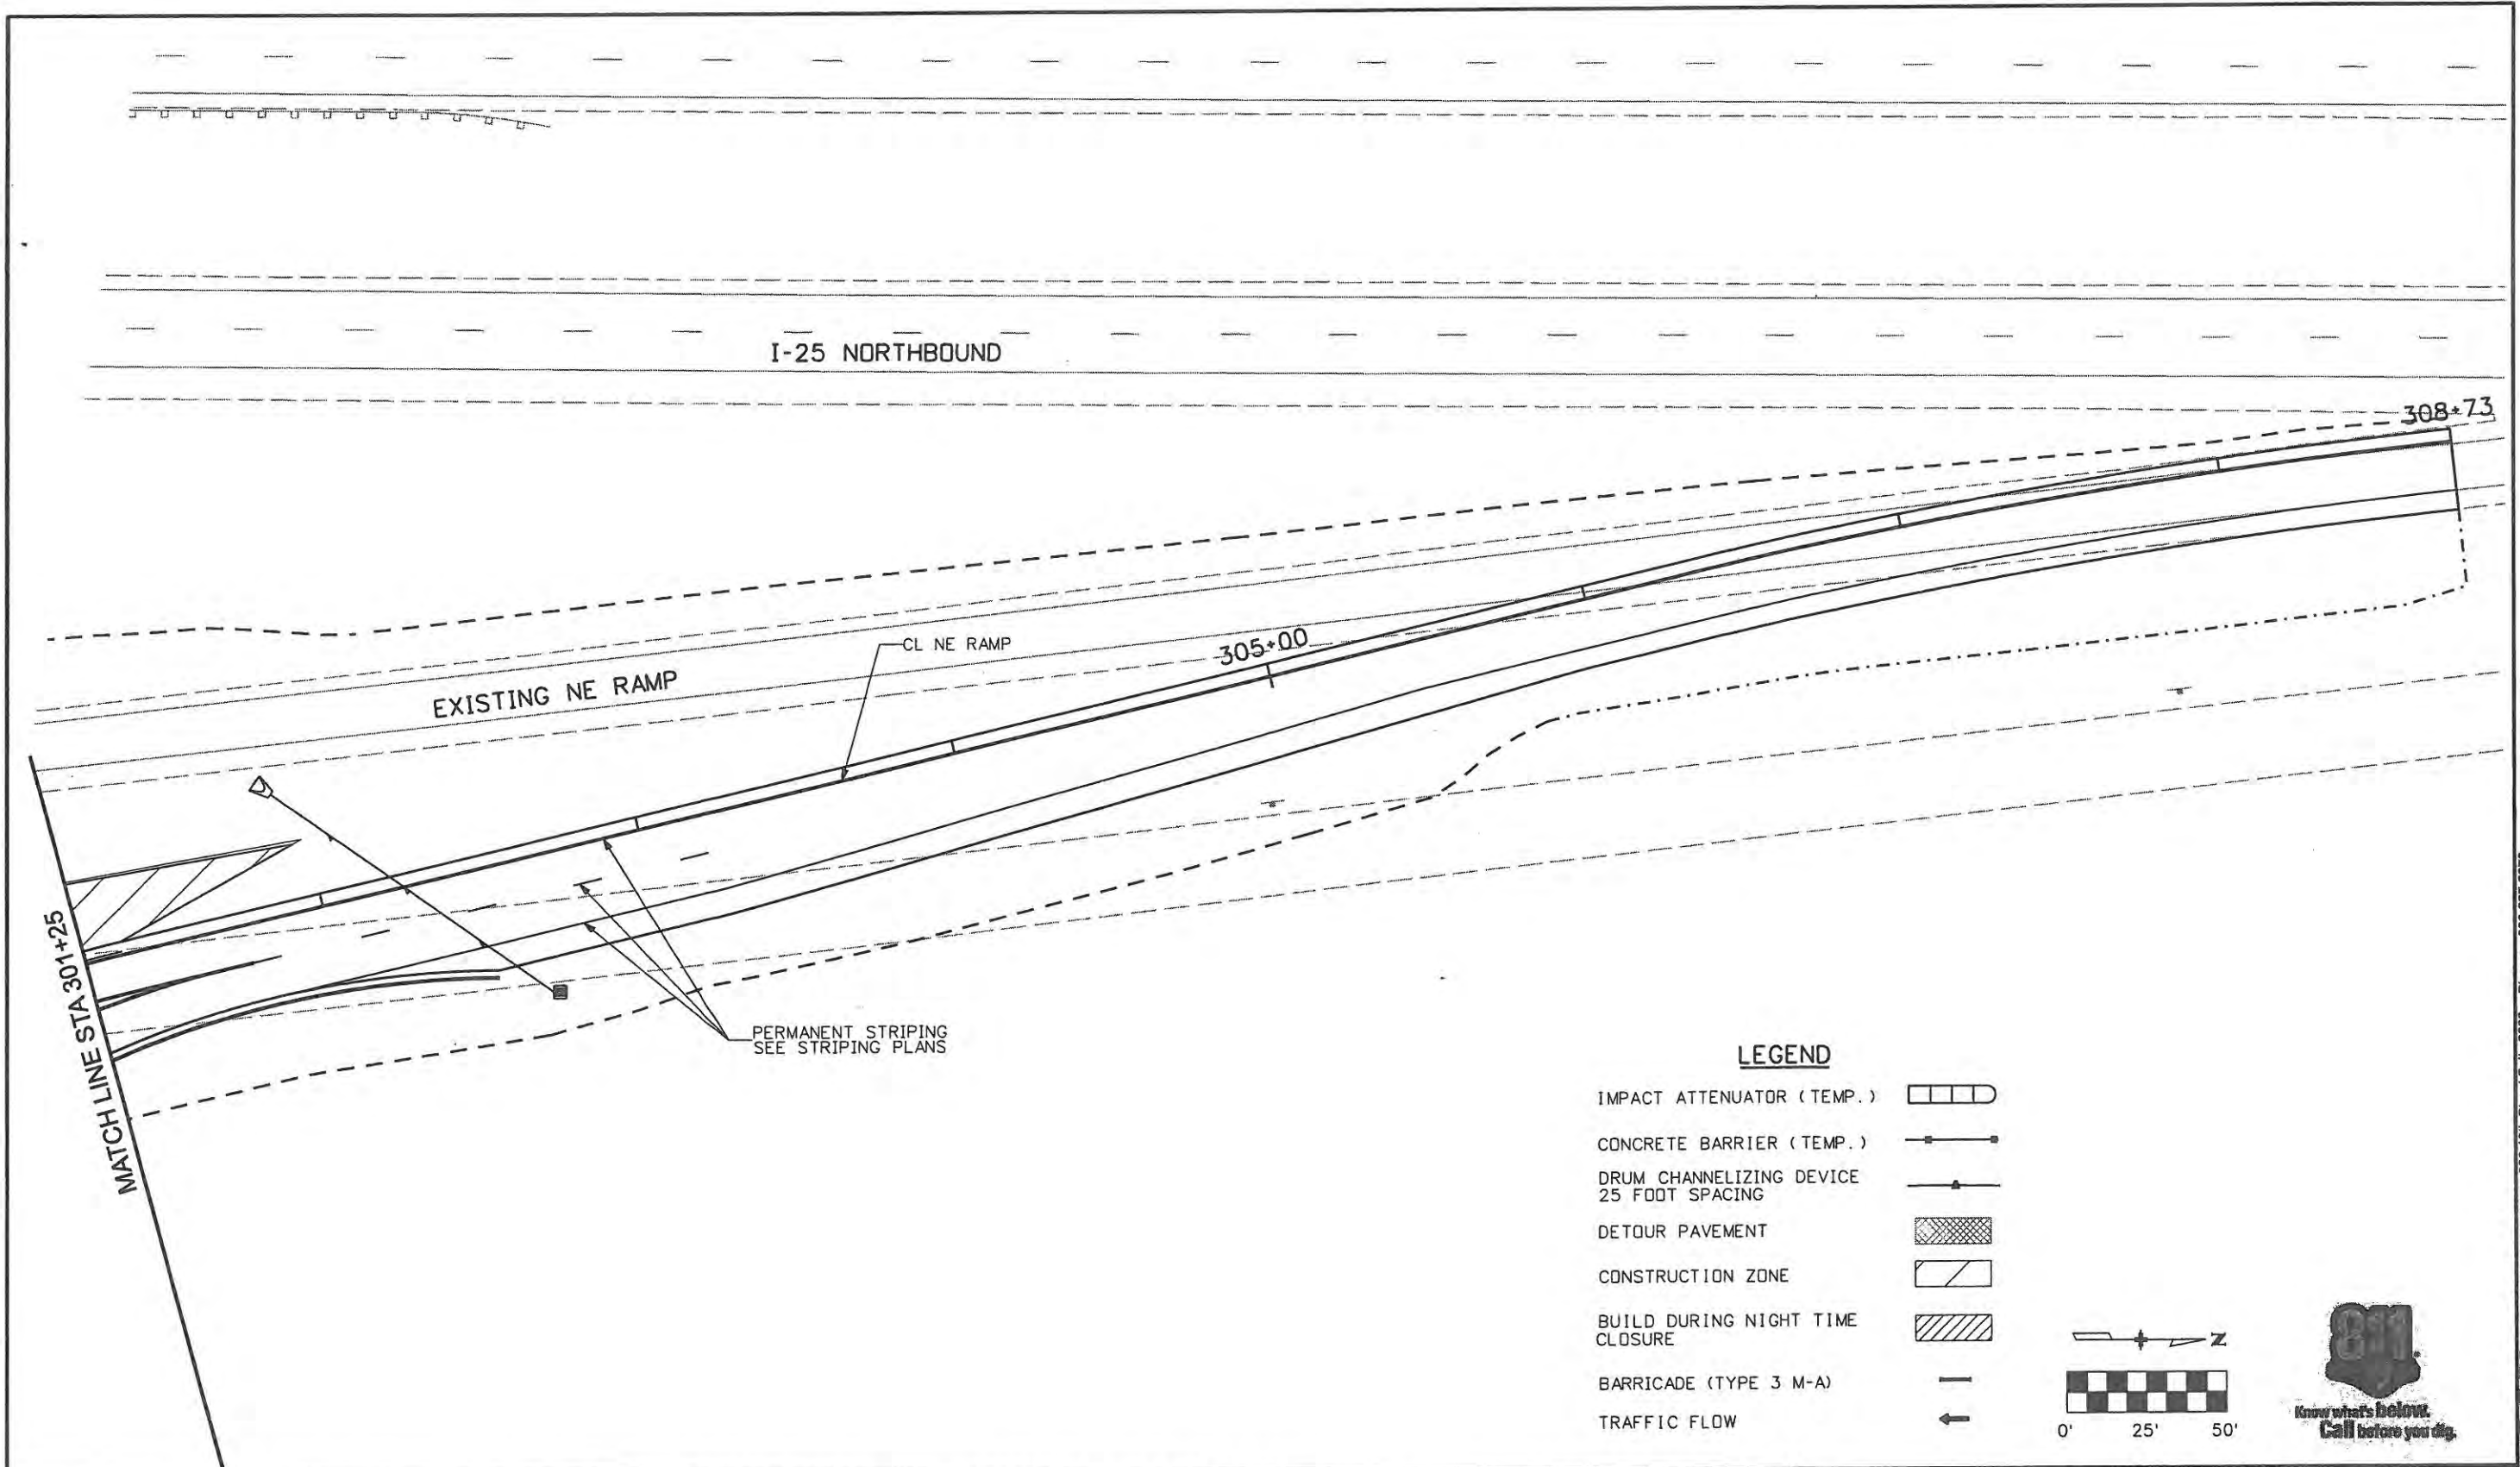 I-25 NORTHBOUND
308+73
CL NE RAMP
305+00
EXISTING NE RAMP
MATCH LINE STA 301+25
PERMANENT STRIPING
SEE STRIPING PLANS
LEGEND
IMPACT ATTENUATOR (TEMP.)
CONCRETE BARRIER (TEMP.)
DRUM CHANNELIZING DEVICE
25 FOOT SPACING
DETOUR PAVEMENT
CONSTRUCTION ZONE
BUILD DURING NIGHT TIME
CLOSURE
BARRICADE (TYPE 3 M-A)
TRAFFIC FLOW
Z
0' 25' 50'
811
Know what's below.
Call before you dig.